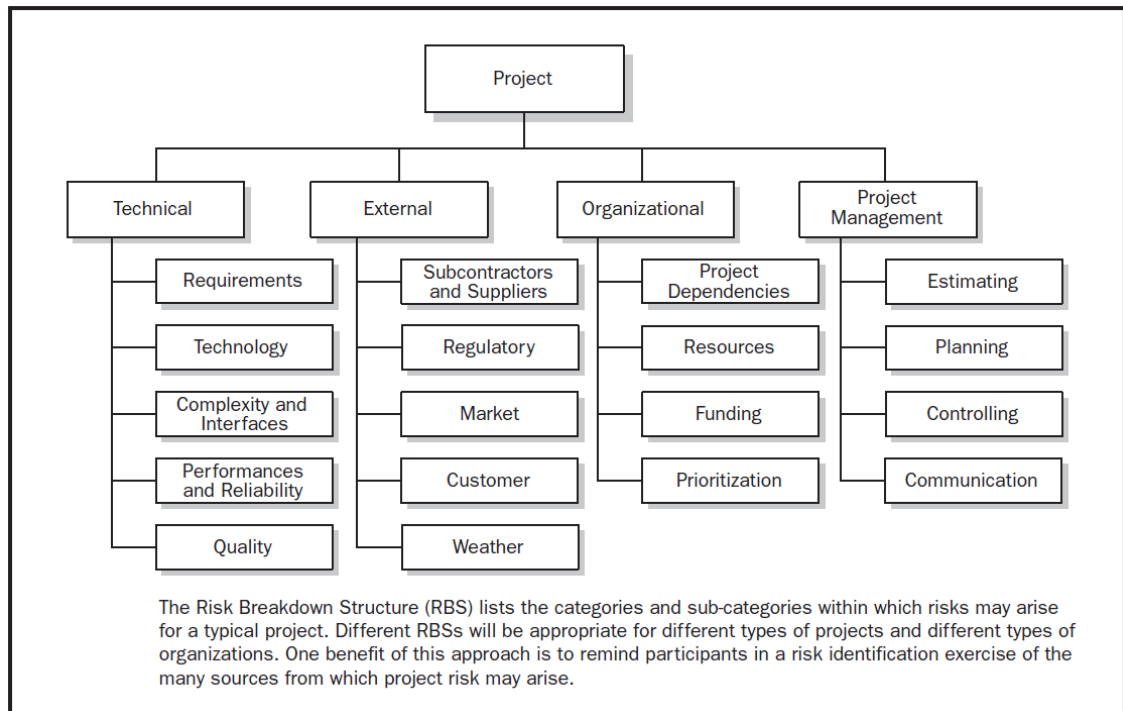 Project
Technical
External
Organizational
Project
Management
Requirements
Technology
Complexity and
Interfaces
Performances
and Reliability
Quality
Subcontractors
and Suppliers
Regulatory
Market
Customer
Weather
Project
Dependencies
Resources
Funding
Prioritization
Estimating
Planning
Controlling
Communication
The Risk Breakdown Structure (RBS) lists the categories and sub-categories within which risks may arise
for a typical project. Different RBSs will be appropriate for different types of projects and different types of
organizations. One benefit of this approach is to remind participants in a risk identification exercise of the
many sources from which project risk may arise.